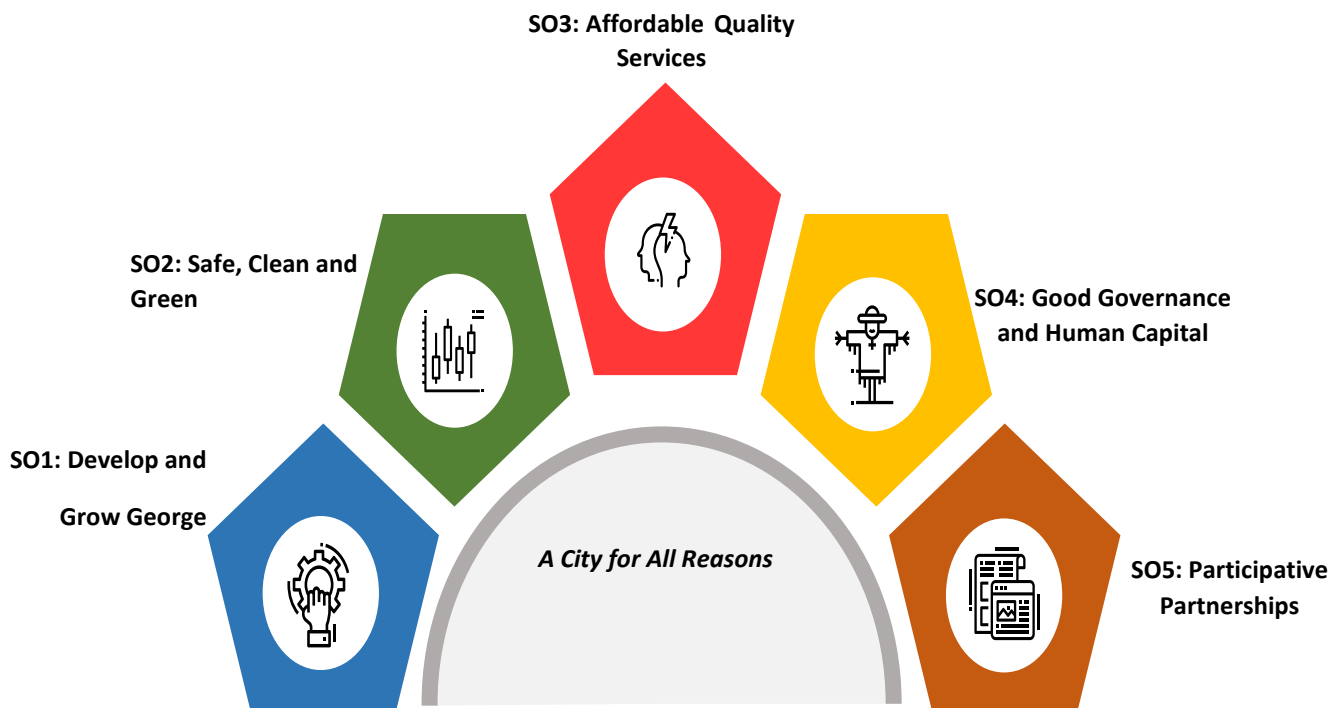 SO3: Affordable Quality
Services
SO2: Safe, Clean and
Green
SO4: Good Governance
and Human Capital
SO1: Develop and
Grow George
A City for All Reasons
SO5: Participative
Partnerships